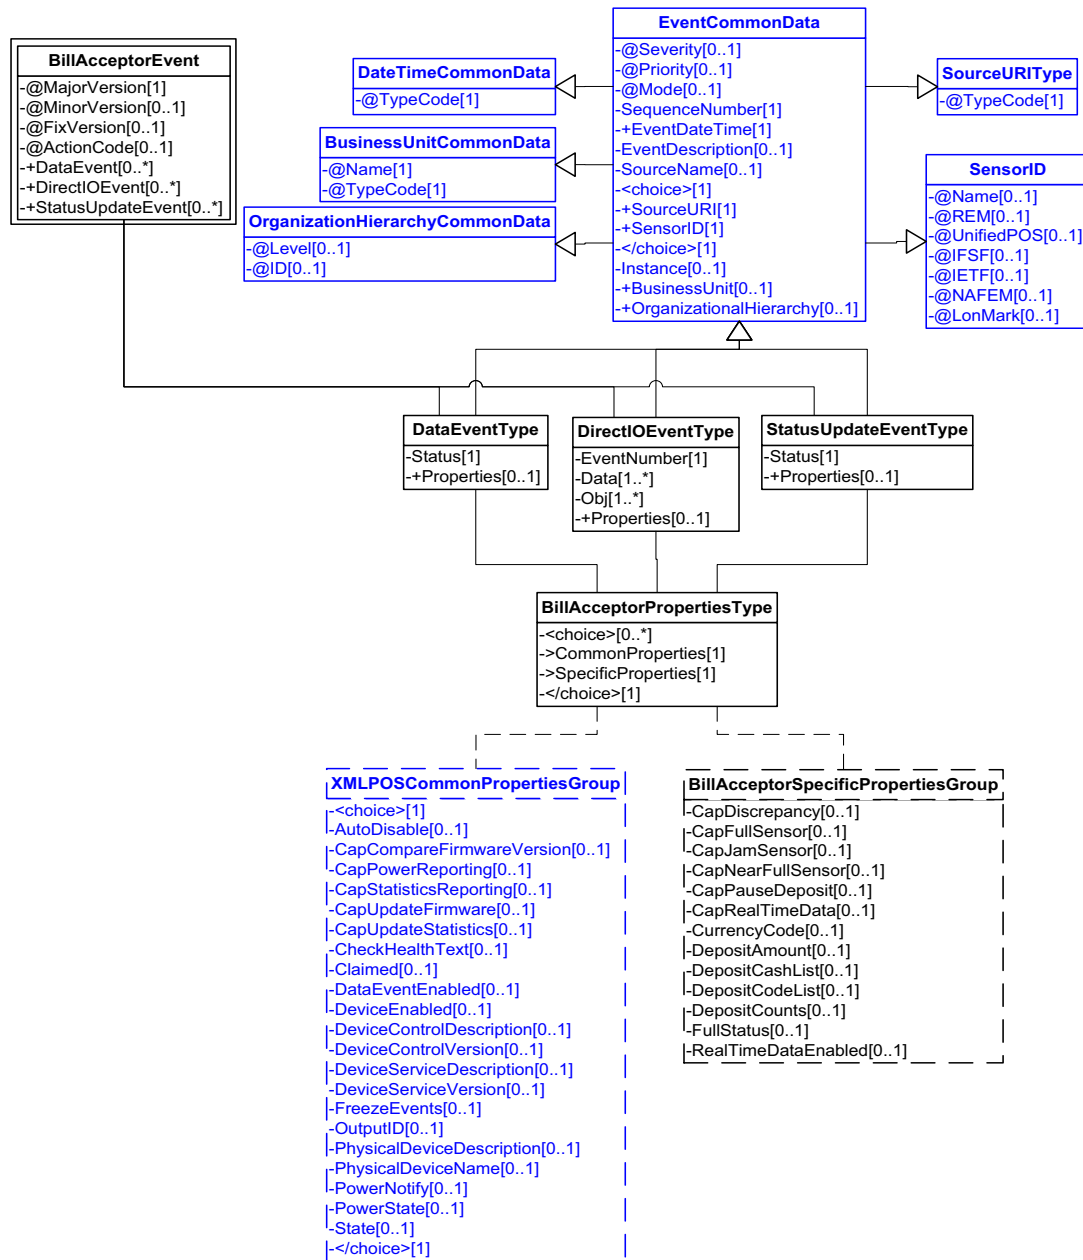 BillAcceptorEvent
-@MajorVersion[1]
-@MinorVersion[0..1]
-@FixVersion[0..1]
-@ActionCode[0..1]
-+DataEvent[0..*]
-+DirectIOEvent[0..*]
-+StatusUpdateEvent[0..*]
DateTimeCommonData
-@TypeCode[1]
BusinessUnitCommonData
-@Name[1]
-@TypeCode[1]
OrganizationHierarchyCommonData
-@Level[0..1]
-@ID[0..1]
EventCommonData
-@Severity[0..1]
-@Priority[0..1]
-@Mode[0..1]
-SequenceNumber[1]
-+EventDateTime[1]
-EventDescription[0..1]
-SourceName[0..1]
-<choice>[1]
-+SourceURI[1]
-+SensorID[1]
-</choice>[1]
-Instance[0..1]
-+BusinessUnit[0..1]
-+OrganizationalHierarchy[0..1]
SourceURIType
-@TypeCode[1]
SensorID
-@Name[0..1]
-@REM[0..1]
-@UnifiedPOS[0..1]
-@IFSF[0..1]
-@IETF[0..1]
-@NAFEM[0..1]
-@LonMark[0..1]
DataEventType
-Status[1]
-+Properties[0..1]
DirectIOEventType
-EventNumber[1]
-Data[1..*]
-Obj[1..*]
-+Properties[0..1]
StatusUpdateEventType
-Status[1]
-+Properties[0..1]
BillAcceptorPropertiesType
-<choice>[0..*]
->CommonProperties[1]
->SpecificProperties[1]
-</choice>[1]
XMLPOSCommonPropertiesGroup
-<choice>[1]
-AutoDisable[0..1]
-CapCompareFirmwareVersion[0..1]
-CapPowerReporting[0..1]
-CapStatisticsReporting[0..1]
-CapUpdateFirmware[0..1]
-CapUpdateStatistics[0..1]
-CheckHealthText[0..1]
-Claimed[0..1]
-DataEventEnabled[0..1]
-DeviceEnabled[0..1]
-DeviceControlDescription[0..1]
-DeviceControlVersion[0..1]
-DeviceServiceDescription[0..1]
-DeviceServiceVersion[0..1]
-FreezeEvents[0..1]
-OutputID[0..1]
-PhysicalDeviceDescription[0..1]
-PhysicalDeviceName[0..1]
-PowerNotify[0..1]
-PowerState[0..1]
-State[0..1]
-</choice>[1]
BillAcceptorSpecificPropertiesGroup
-CapDiscrepancy[0..1]
-CapFullSensor[0..1]
-CapJamSensor[0..1]
-CapNearFullSensor[0..1]
-CapPauseDeposit[0..1]
-CapRealTimeData[0..1]
-CurrencyCode[0..1]
-DepositAmount[0..1]
-DepositCashList[0..1]
-DepositCodeList[0..1]
-DepositCounts[0..1]
-FullStatus[0..1]
-RealTimeDataEnabled[0..1]